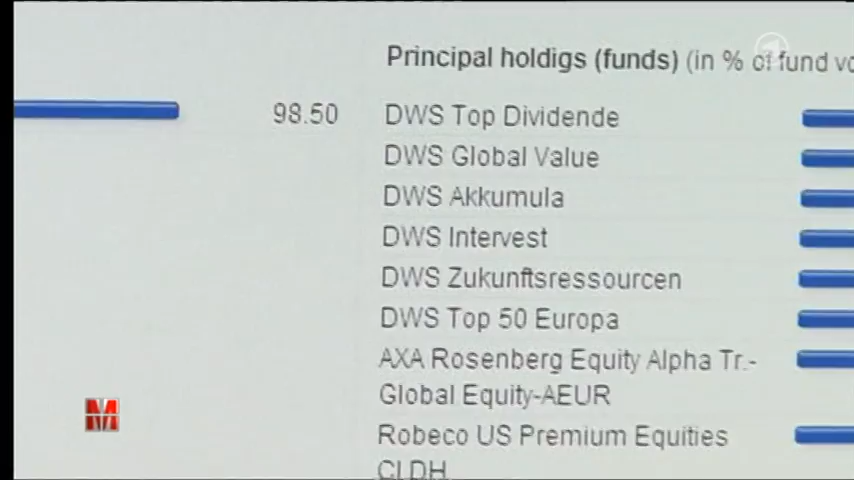 Principal holdigs (funds) (in % of fund vo
98.50
DWS Top Dividende
DWS Global Value
DWS Akkumula
DWS Intervest
DWS Zukunftsressourcen
DWS Top 50 Europa
AXA Rosenberg Equity Alpha Tr.-
Global Equity-AEUR
Robeco US Premium Equities
CLDH
M